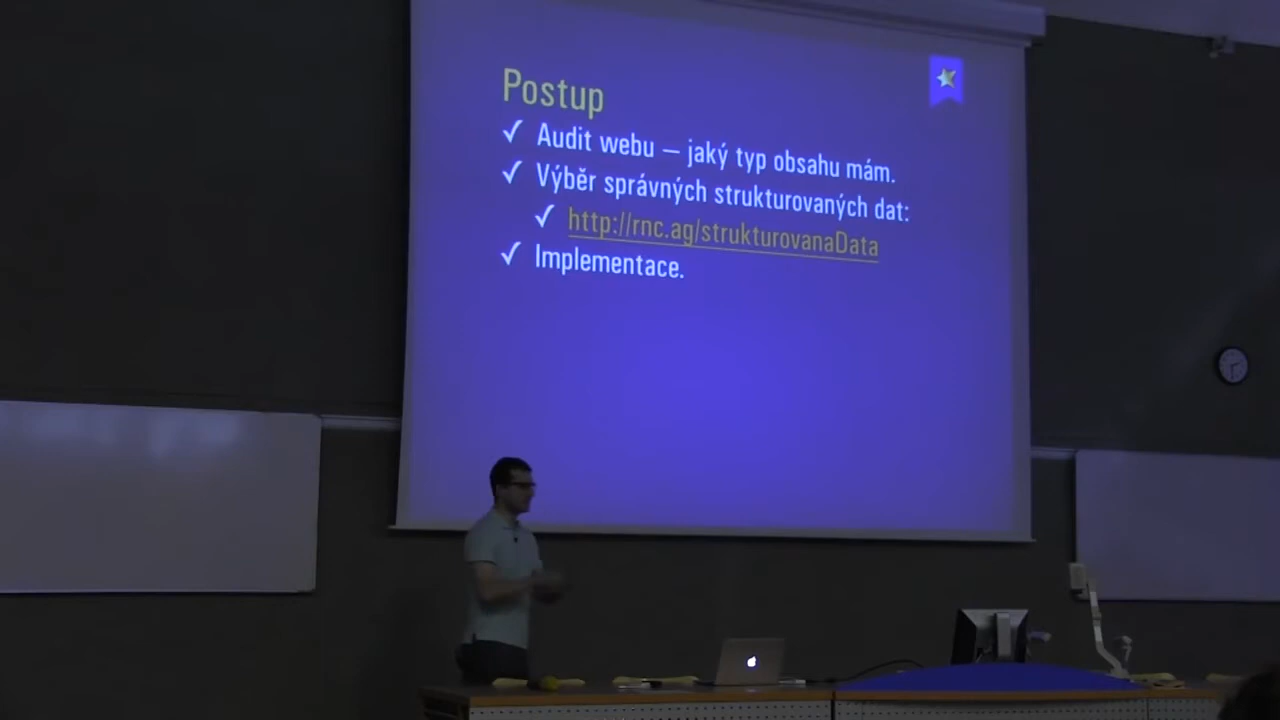 Postup
✓ Audit webu – jaký typ obsahu mám.
✓ Výběr správných strukturovaných dat:
✓ http://rnc.ag/strukturovanaData
✓ Implementace.